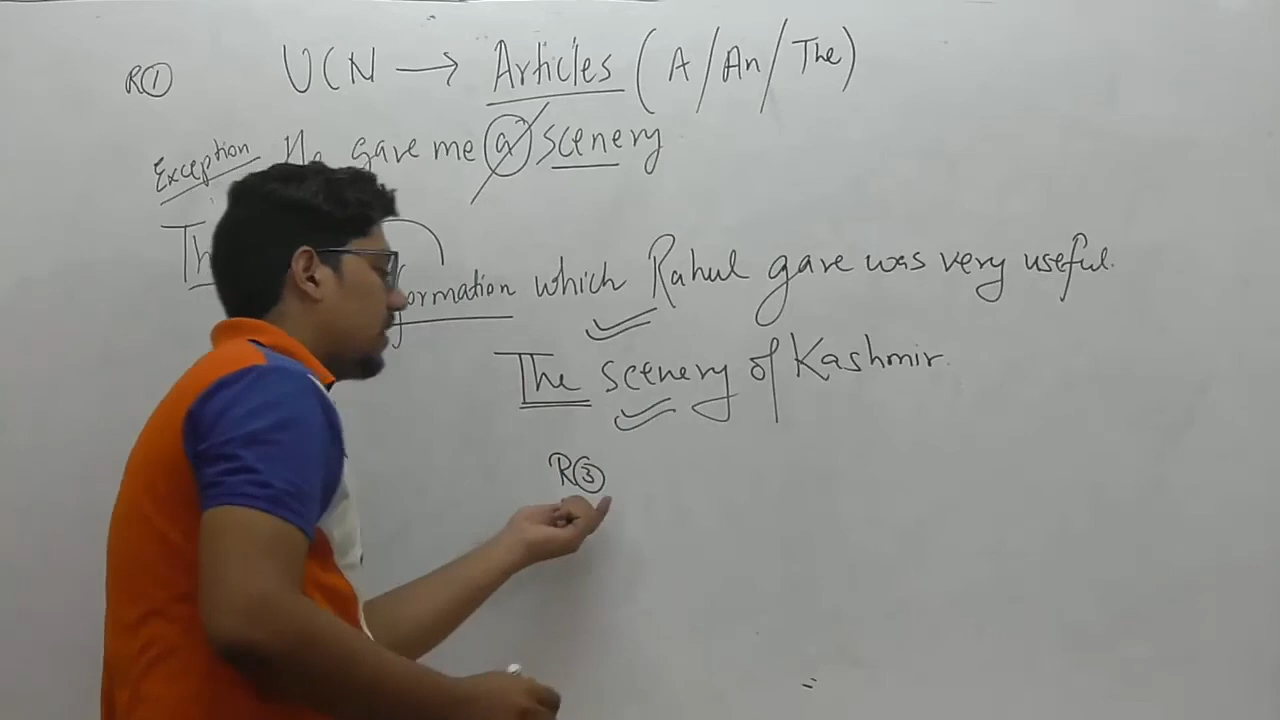 R① UCN → Articles (A/An/The)
Exception He gave me a scenery
Th formation which Rahul gave was very useful.
The scenery of Kashmir.
R③